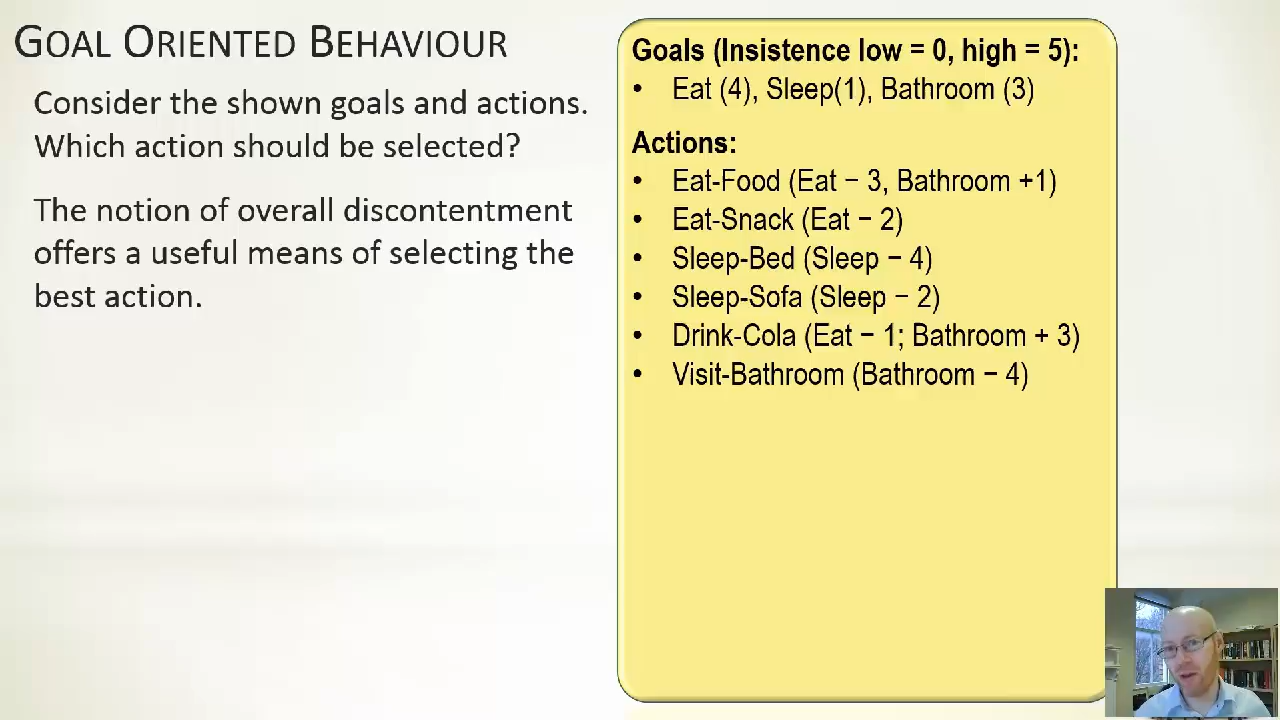 GOAL ORIENTED BEHAVIOUR
Consider the shown goals and actions.
Which action should be selected?
The notion of overall discontentment
offers a useful means of selecting the
best action.
Goals (Insistence low = 0, high = 5):
• Eat (4), Sleep(1), Bathroom (3)
Actions:
• Eat-Food (Eat − 3, Bathroom +1)
• Eat-Snack (Eat − 2)
• Sleep-Bed (Sleep − 4)
• Sleep-Sofa (Sleep − 2)
• Drink-Cola (Eat − 1; Bathroom + 3)
• Visit-Bathroom (Bathroom − 4)